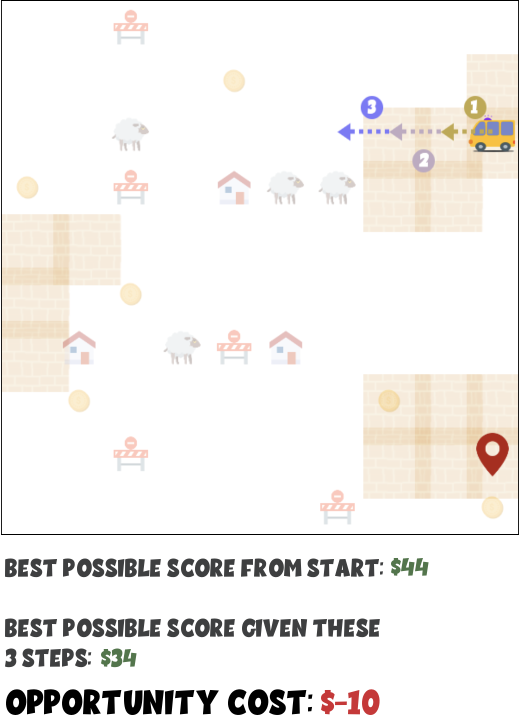 3
1
2
BEST POSSIBLE SCORE FROM START: $44
BEST POSSIBLE SCORE GIVEN THESE
3 STEPS: $34
OPPORTUNITY COST: $-10